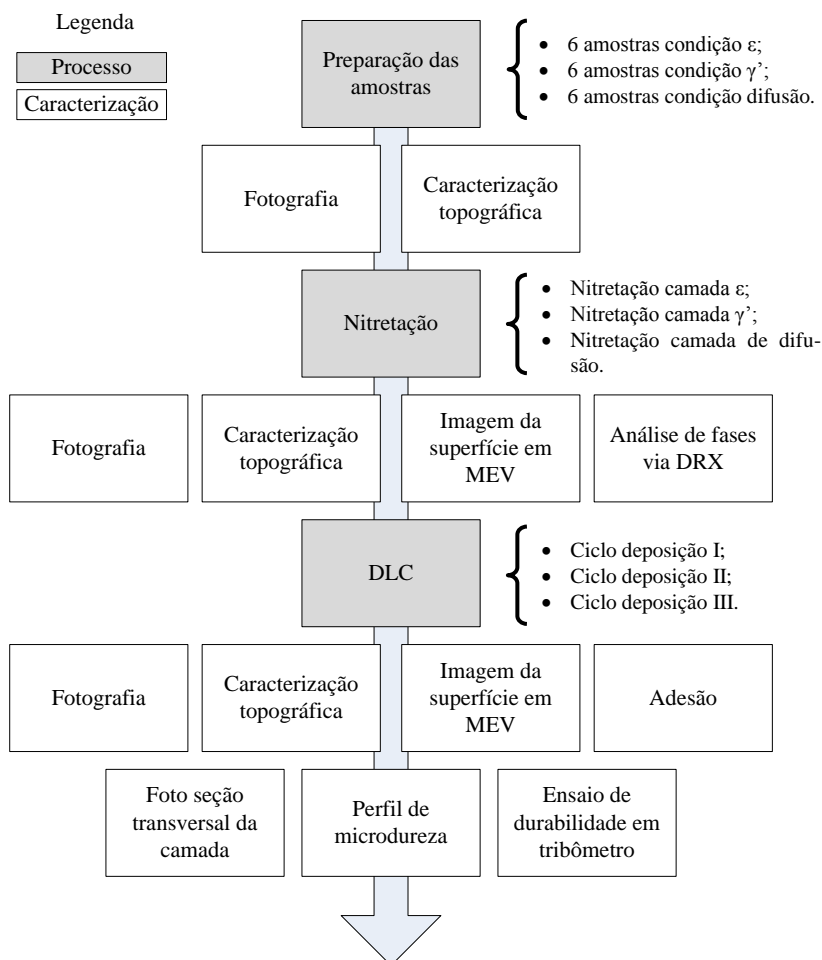 Legenda
Processo
Caracterização
Preparação das
amostras
• 6 amostras condição ε;
• 6 amostras condição γ’;
• 6 amostras condição difusão.
Fotografia
Caracterização
topográfica
Nitretação
• Nitretação camada ε;
• Nitretação camada γ’;
• Nitretação camada de difu-
são.
Fotografia
Caracterização
topográfica
Imagem da
superfície em
MEV
Análise de fases
via DRX
DLC
• Ciclo deposição I;
• Ciclo deposição II;
• Ciclo deposição III.
Fotografia
Caracterização
topográfica
Imagem da
superfície em
MEV
Adesão
Foto seção
transversal da
camada
Perfil de
microdureza
Ensaio de
durabilidade em
tribômetro